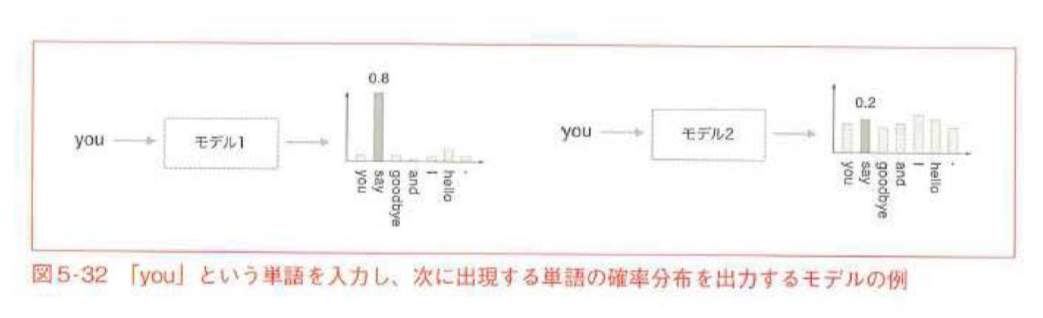 0.8
you
モデル1
you
say
goodbye
and
I
hello
.
0.2
you
モデル2
you
say
goodbye
and
I
hello
.
図5-32 「you」という単語を入力し、次に出現する単語の確率分布を出力するモデルの例